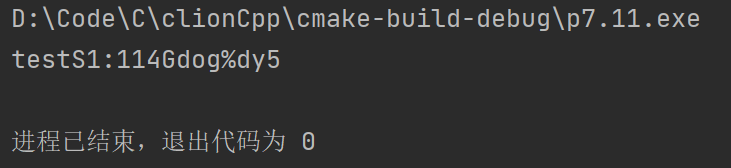 D:\Code\C\clionCpp\cmake-build-debug\p7.11.exe
testS1:114Gdog%dy5
进程已结束，退出代码为 0